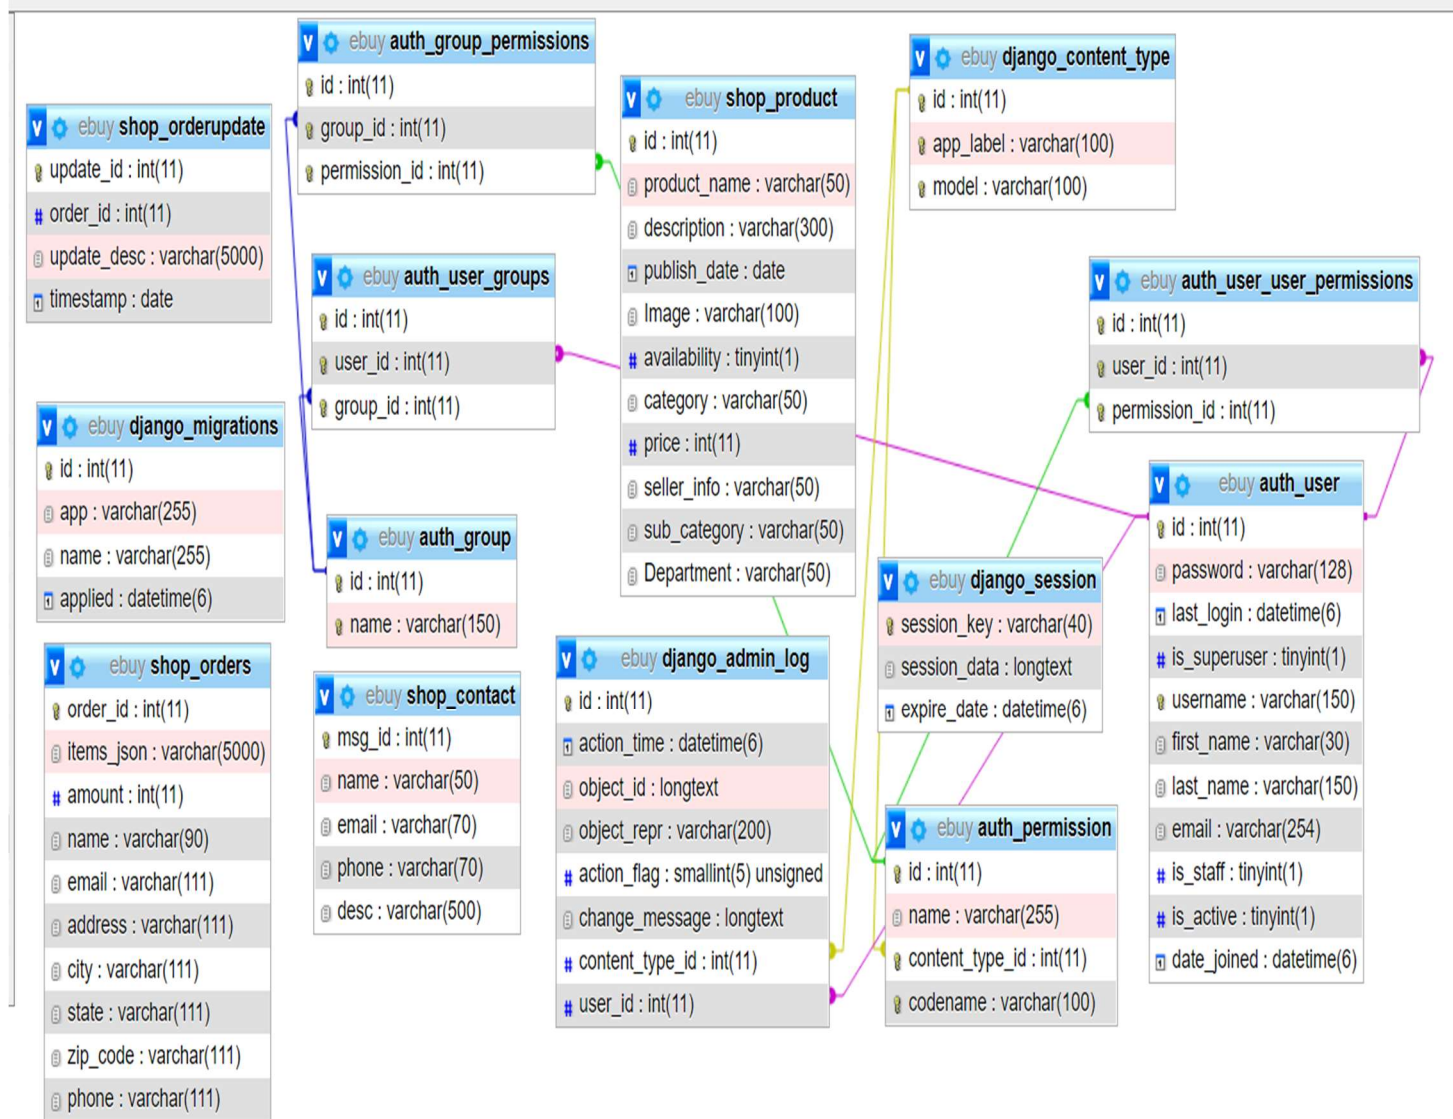 ebuy auth_group_permissions
id : int(11)
group_id : int(11)
permission_id : int(11)
ebuy django_content_type
id : int(11)
app_label : varchar(100)
model : varchar(100)
ebuy shop_product
id : int(11)
product_name : varchar(50)
description : varchar(300)
publish_date : date
Image : varchar(100)
availability : tinyint(1)
category : varchar(50)
price : int(11)
seller_info : varchar(50)
sub_category : varchar(50)
Department : varchar(50)
ebuy shop_orderupdate
update_id : int(11)
order_id : int(11)
update_desc : varchar(5000)
timestamp : date
ebuy auth_user_groups
id : int(11)
user_id : int(11)
group_id : int(11)
ebuy auth_user_user_permissions
id : int(11)
user_id : int(11)
permission_id : int(11)
ebuy django_migrations
id : int(11)
app : varchar(255)
name : varchar(255)
applied : datetime(6)
ebuy auth_group
id : int(11)
name : varchar(150)
ebuy auth_user
id : int(11)
password : varchar(128)
last_login : datetime(6)
is_superuser : tinyint(1)
username : varchar(150)
first_name : varchar(30)
last_name : varchar(150)
email : varchar(254)
is_staff : tinyint(1)
is_active : tinyint(1)
date_joined : datetime(6)
ebuy django_session
session_key : varchar(40)
session_data : longtext
expire_date : datetime(6)
ebuy shop_orders
order_id : int(11)
items_json : varchar(5000)
amount : int(11)
name : varchar(90)
email : varchar(111)
address : varchar(111)
city : varchar(111)
state : varchar(111)
zip_code : varchar(111)
phone : varchar(111)
ebuy shop_contact
msg_id : int(11)
name : varchar(50)
email : varchar(70)
phone : varchar(70)
desc : varchar(500)
ebuy django_admin_log
id : int(11)
action_time : datetime(6)
object_id : longtext
object_repr : varchar(200)
action_flag : smallint(5) unsigned
change_message : longtext
content_type_id : int(11)
user_id : int(11)
ebuy auth_permission
id : int(11)
name : varchar(255)
content_type_id : int(11)
codename : varchar(100)